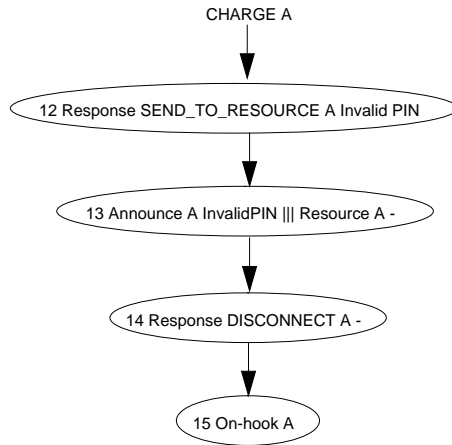 CHARGE A
12 Response SEND_TO_RESOURCE A Invalid PIN
13 Announce A InvalidPIN ||| Resource A -
14 Response DISCONNECT A -
15 On-hook A